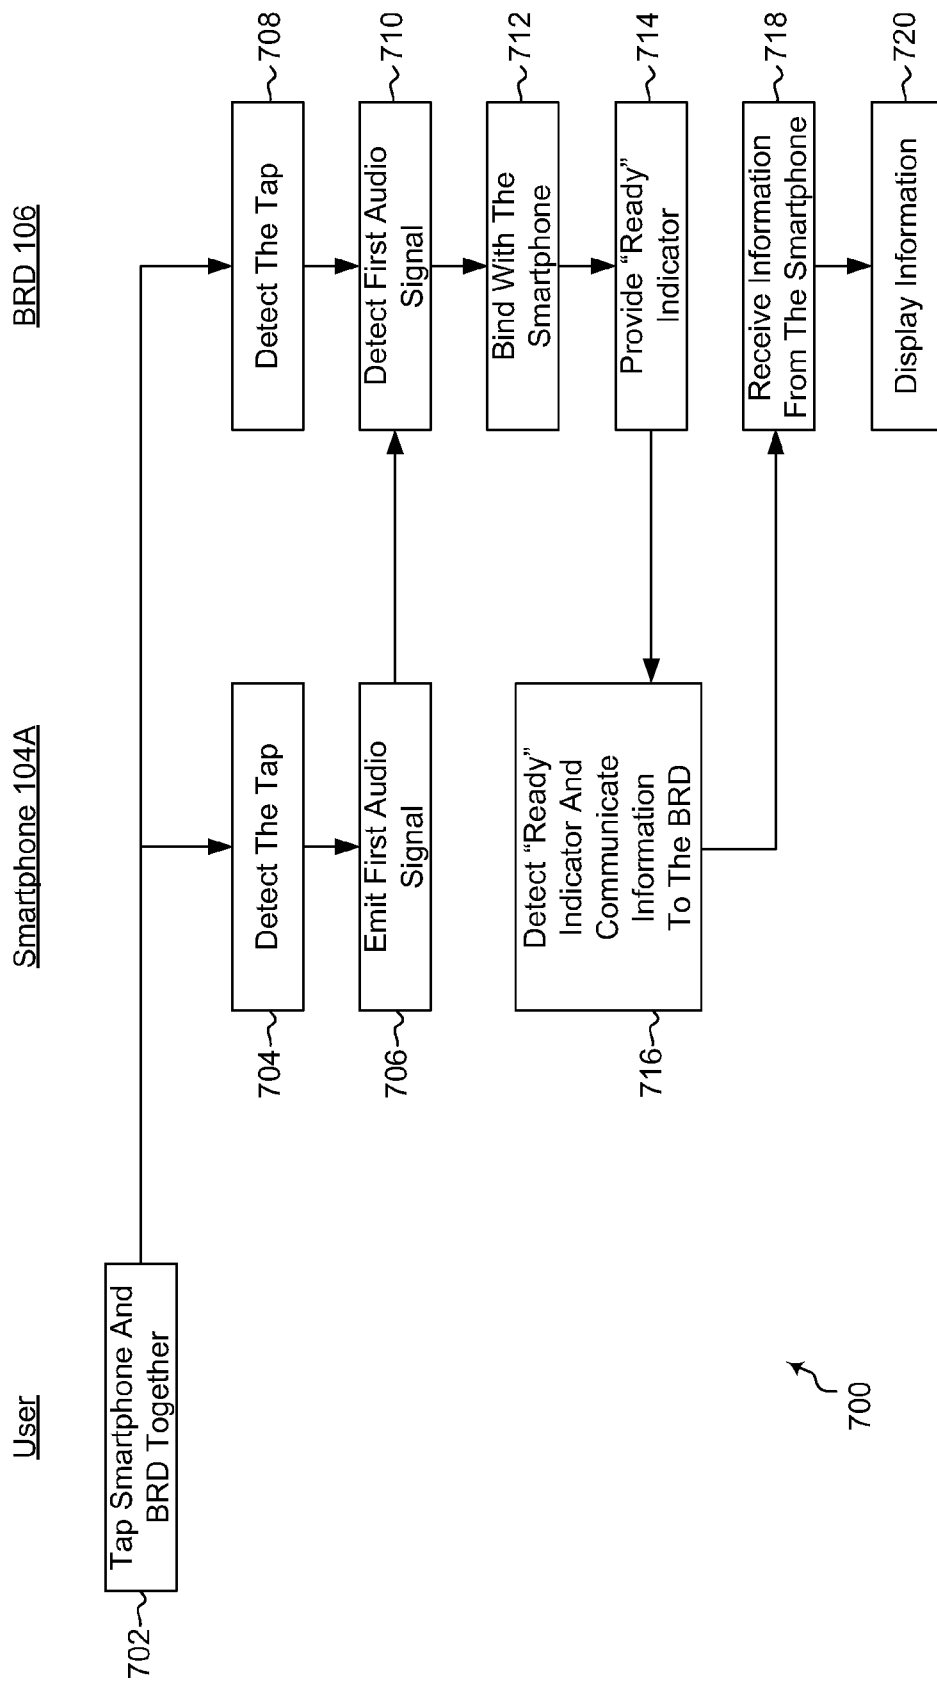 User
Smartphone 104A
BRD 106
Tap Smartphone And
BRD Together
702
Detect The Tap
704
Detect The Tap
708
Emit First Audio
Signal
706
Detect First Audio
Signal
710
Bind With The
Smartphone
712
Provide “Ready”
Indicator
714
Detect “Ready”
Indicator And
Communicate
Information
To The BRD
716
Receive Information
From The Smartphone
718
Display Information
720
700